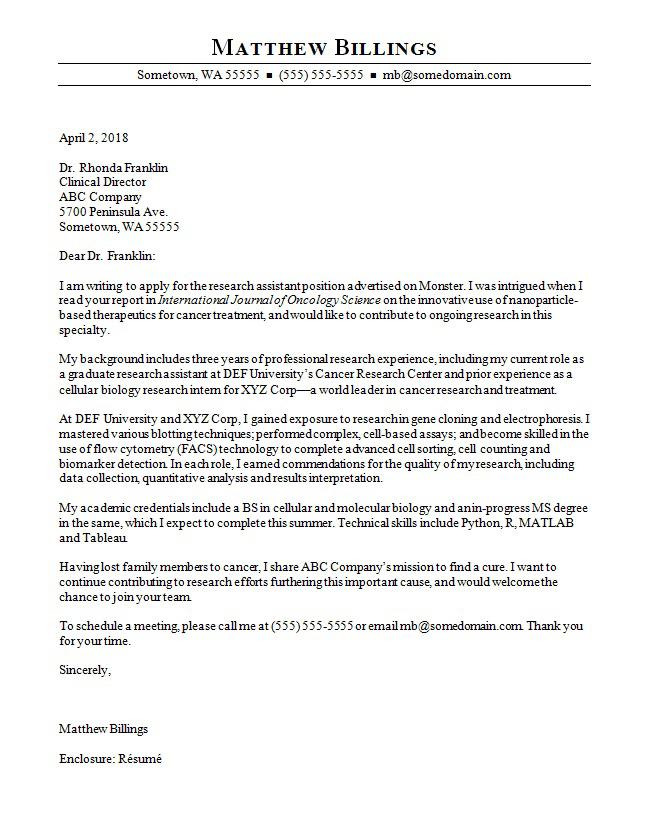 MATTHEW BILLINGS
Sometown, WA 55555 ■ (555) 555-5555 ■ mb@somedomain.com
April 2, 2018
Dr. Rhonda Franklin
Clinical Director
ABC Company
5700 Peninsula Ave.
Sometown, WA 55555
Dear Dr. Franklin:
I am writing to apply for the research assistant position advertised on Monster. I was intrigued when I
read your report in International Journal of Oncology Science on the innovative use of nanoparticle-
based therapeutics for cancer treatment, and would like to contribute to ongoing research in this
specialty.
My background includes three years of professional research experience, including my current role as
a graduate research assistant at DEF University's Cancer Research Center and prior experience as a
cellular biology research intern for XYZ Corp—a world leader in cancer research and treatment.
At DEF University and XYZ Corp, I gained exposure to research in gene cloning and electrophoresis. I
mastered various blotting techniques; performed complex, cell-based assays; and become skilled in the
use of flow cytometry (FACS) technology to complete advanced cell sorting, cell counting and
biomarker detection. In each role, I earned commendations for the quality of my research, including
data collection, quantitative analysis and results interpretation.
My academic credentials include a BS in cellular and molecular biology and an in-progress MS degree
in the same, which I expect to complete this summer. Technical skills include Python, R, MATLAB
and Tableau.
Having lost family members to cancer, I share ABC Company's mission to find a cure. I want to
continue contributing to research efforts furthering this important cause, and would welcome the
chance to join your team.
To schedule a meeting, please call me at (555) 555-5555 or email mb@somedomain.com. Thank you
for your time.
Sincerely,
Matthew Billings
Enclosure: Résumé